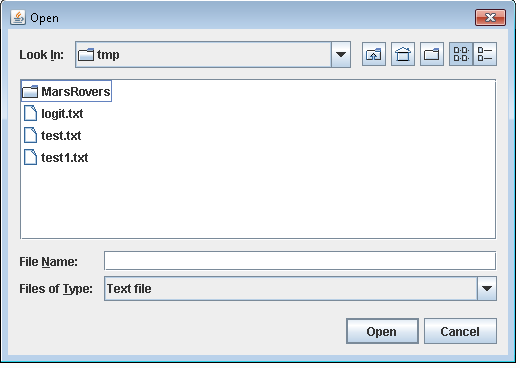 Open
Look In: tmp
MarsRovers
logit.txt
test.txt
test1.txt
File Name:
Files of Type: Text file
Open Cancel